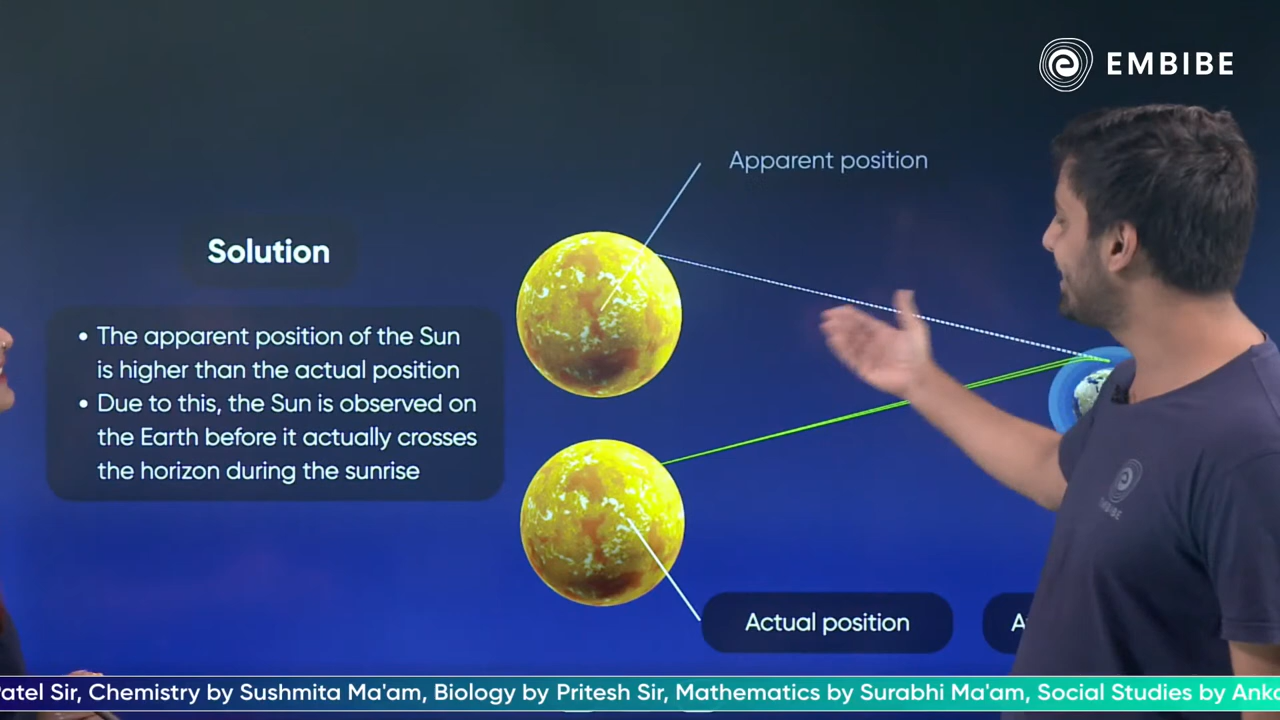 EMBIBE
Apparent position
Solution
• The apparent position of the Sun
is higher than the actual position
• Due to this, the Sun is observed on
the Earth before it actually crosses
the horizon during the sunrise
EMBIBE
Actual position
Sir, Chemistry by Sushmita Ma'am, Biology by Pritesh Sir, Mathematics by Surabhi Ma'am, Social Studies by